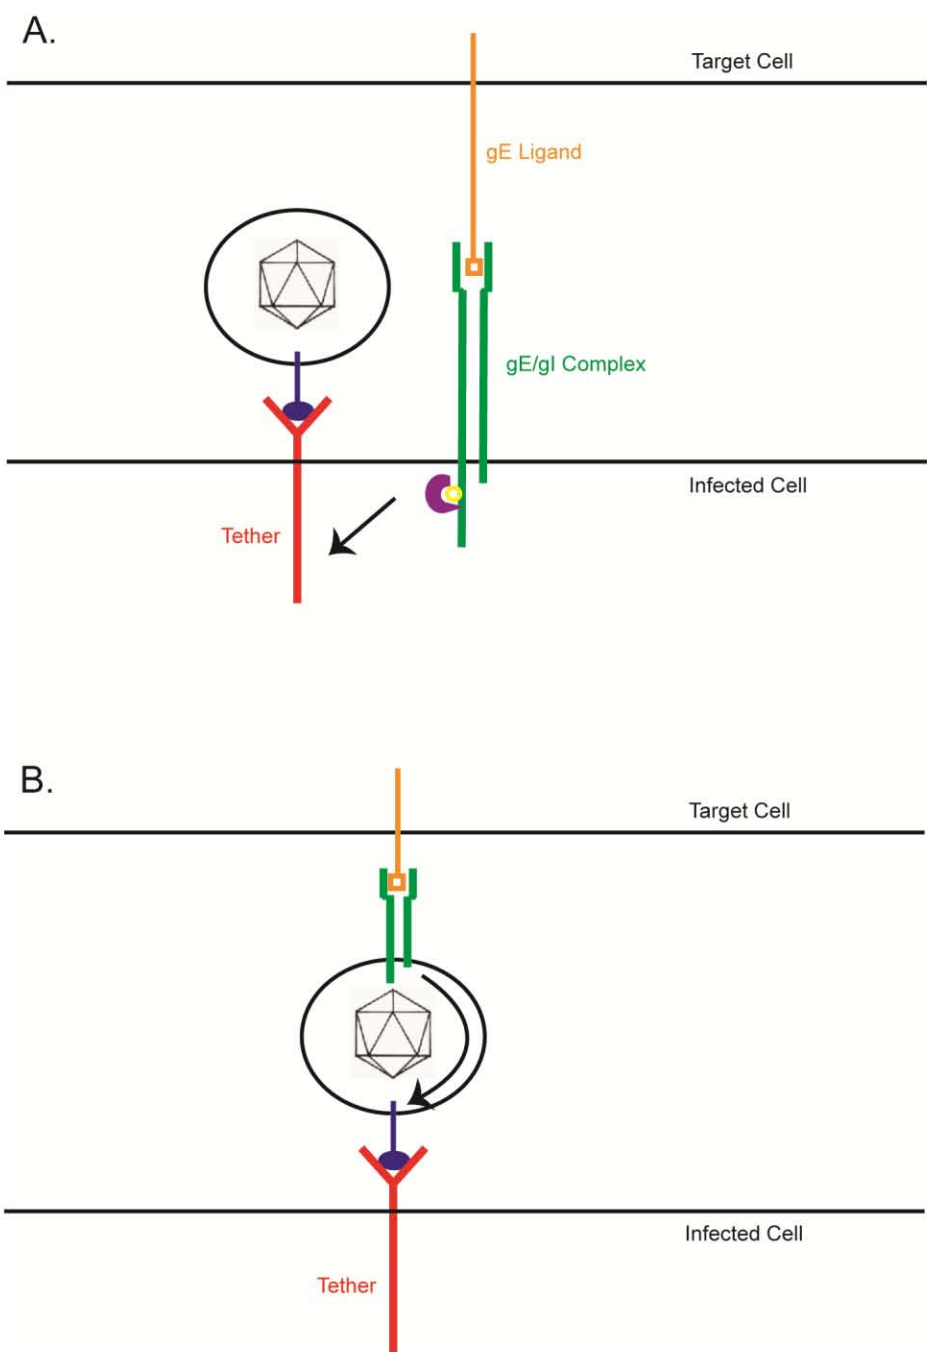 A.
Target Cell
gE Ligand
gE/gI Complex
Infected Cell
Tether
B.
Target Cell
Infected Cell
Tether